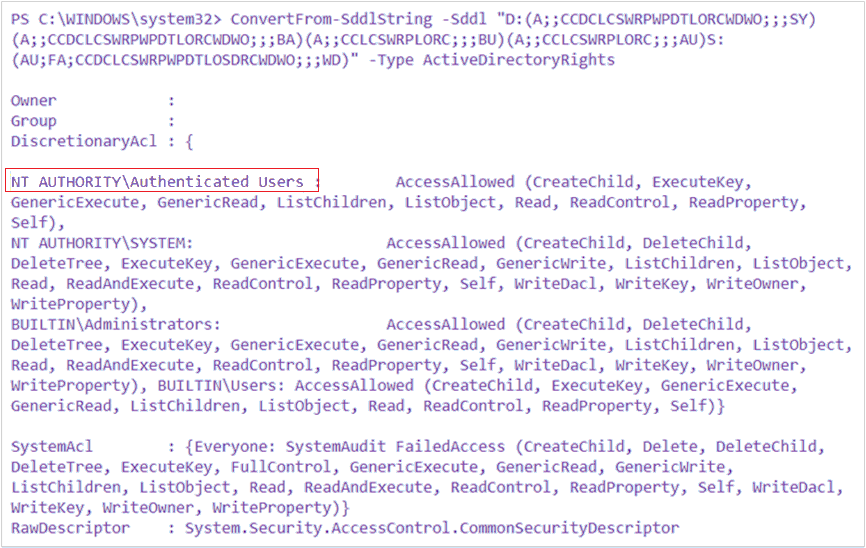 PS C:\WINDOWS\system32> ConvertFrom-SddlString -Sddl "D:(A;;CCDCLCSWRPWPDTLORCWDWO;;;SY)
(A;;CCDCLCSWRPWPDTLORCWDWO;;;BA)(A;;CCLCSWRPLORC;;;BU)(A;;CCLCSWRPLORC;;;AU)S:
(AU;FA;CCDCLCSWRPWPDTLOSDRCWDWO;;;WD)" -Type ActiveDirectoryRights
Owner :
Group :
DiscretionaryAcl : {
NT AUTHORITY\Authenticated Users : AccessAllowed (CreateChild, ExecuteKey,
GenericExecute, GenericRead, ListChildren, ListObject, Read, ReadControl, ReadProperty,
Self),
NT AUTHORITY\SYSTEM: AccessAllowed (CreateChild, DeleteChild,
DeleteTree, ExecuteKey, GenericExecute, GenericRead, GenericWrite, ListChildren, ListObject,
Read, ReadAndExecute, ReadControl, ReadProperty, Self, WriteDacl, WriteKey, WriteOwner,
WriteProperty),
BUILTIN\Administrators: AccessAllowed (CreateChild, DeleteChild,
DeleteTree, ExecuteKey, GenericExecute, GenericRead, GenericWrite, ListChildren, ListObject,
Read, ReadAndExecute, ReadControl, ReadProperty, Self, WriteDacl, WriteKey, WriteOwner,
WriteProperty), BUILTIN\Users: AccessAllowed (CreateChild, ExecuteKey, GenericExecute,
GenericRead, ListChildren, ListObject, Read, ReadControl, ReadProperty, Self)}
SystemAcl : {Everyone: SystemAudit FailedAccess (CreateChild, Delete, DeleteChild,
DeleteTree, ExecuteKey, FullControl, GenericExecute, GenericRead, GenericWrite,
ListChildren, ListObject, Read, ReadAndExecute, ReadControl, ReadProperty, Self, WriteDacl,
WriteKey, WriteOwner, WriteProperty)}
RawDescriptor : System.Security.AccessControl.CommonSecurityDescriptor